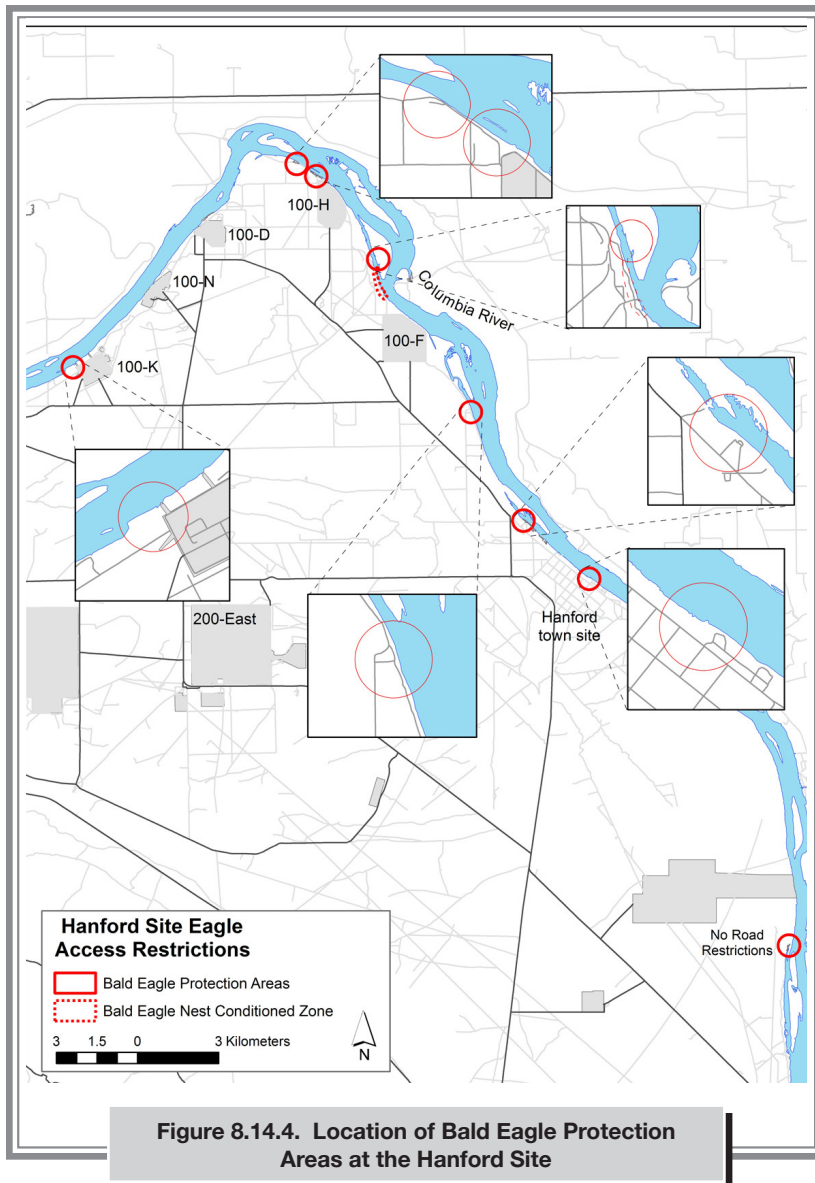 100-H
100-D
100-N
Columbia River
100-F
100-K
200-East
Hanford
town site
No Road
Restrictions
Hanford Site Eagle
Access Restrictions
Bald Eagle Protection Areas
Bald Eagle Nest Conditioned Zone
3 1.5 0 3 Kilometers
N
Figure 8.14.4. Location of Bald Eagle Protection
Areas at the Hanford Site